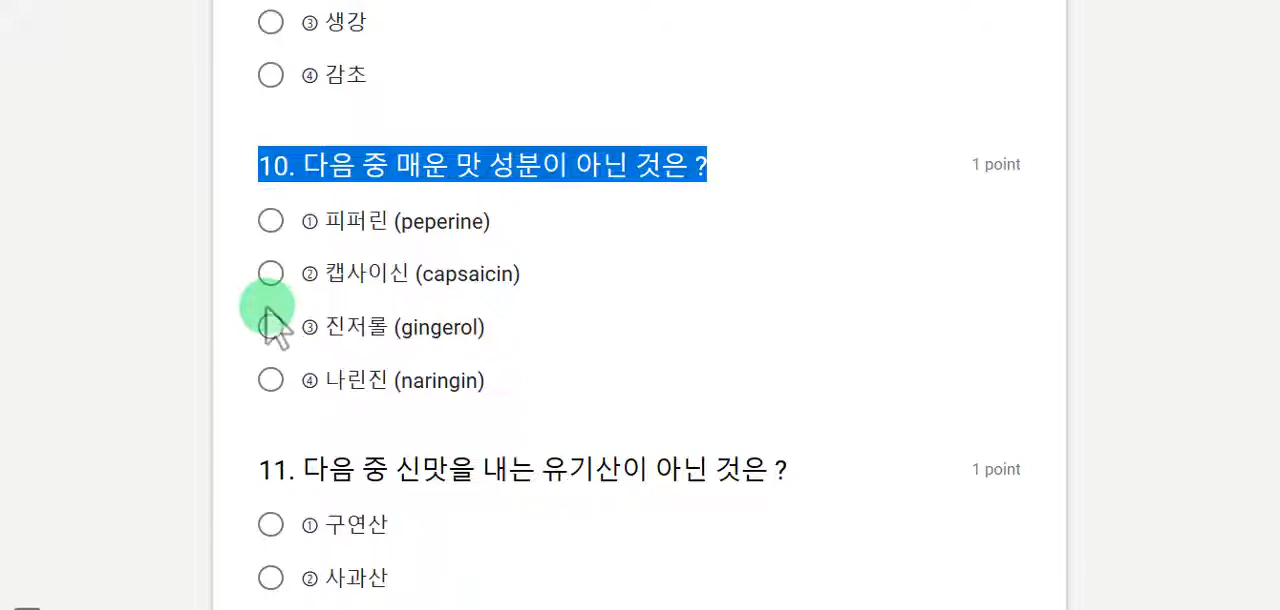 ③ 생강
④ 감초
10. 다음 중 매운 맛 성분이 아닌 것은 ? 1 point
① 피퍼린 (peperine)
② 캡사이신 (capsaicin)
③ 진저롤 (gingerol)
④ 나린진 (naringin)
11. 다음 중 신맛을 내는 유기산이 아닌 것은 ? 1 point
① 구연산
② 사과산